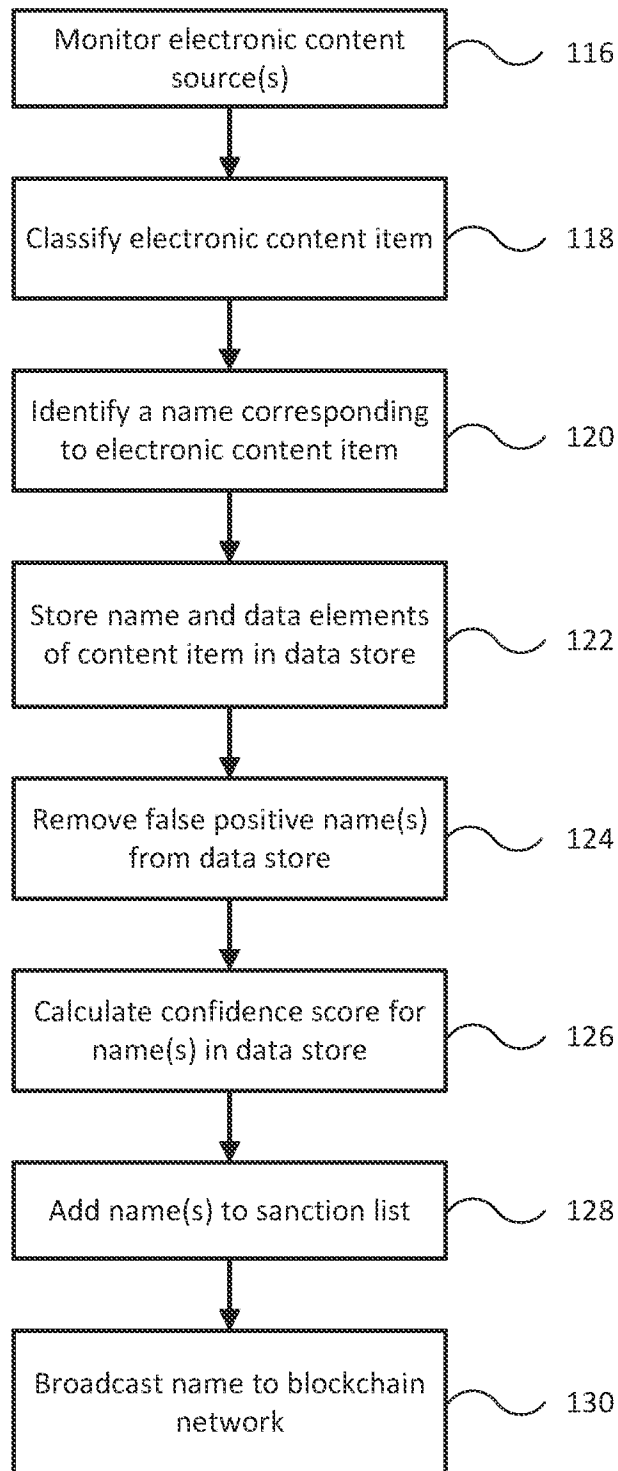 Monitor electronic content
source(s)
116
Classify electronic content item
118
Identify a name corresponding
to electronic content item
120
Store name and data elements
of content item in data store
122
Remove false positive name(s)
from data store
124
Calculate confidence score for
name(s) in data store
126
Add name(s) to sanction list
128
Broadcast name to blockchain
network
130